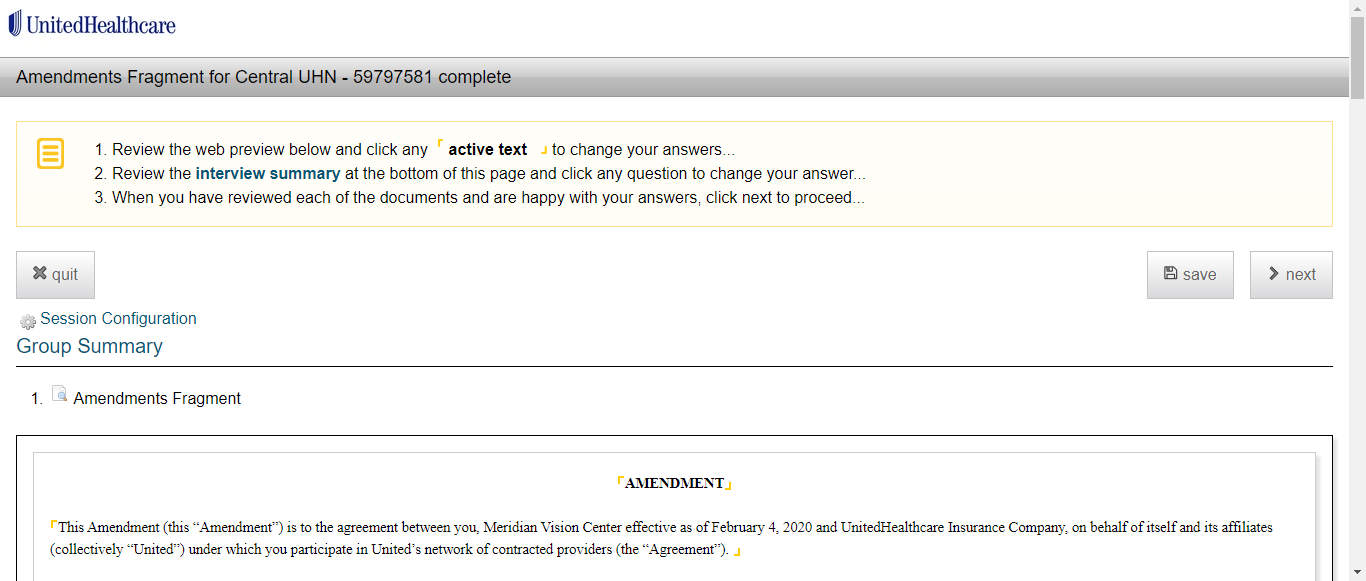 UnitedHealthcare
Amendments Fragment for Central UHN - 59797581 complete
1. Review the web preview below and click any active text to change your answers...
2. Review the interview summary at the bottom of this page and click any question to change your answer...
3. When you have reviewed each of the documents and are happy with your answers, click next to proceed...
quit
save
next
Session Configuration
Group Summary
1. Amendments Fragment
AMENDMENT
This Amendment (this “Amendment”) is to the agreement between you, Meridian Vision Center effective as of February 4, 2020 and UnitedHealthcare Insurance Company, on behalf of itself and its affiliates
(collectively “United”) under which you participate in United’s network of contracted providers (the “Agreement”).